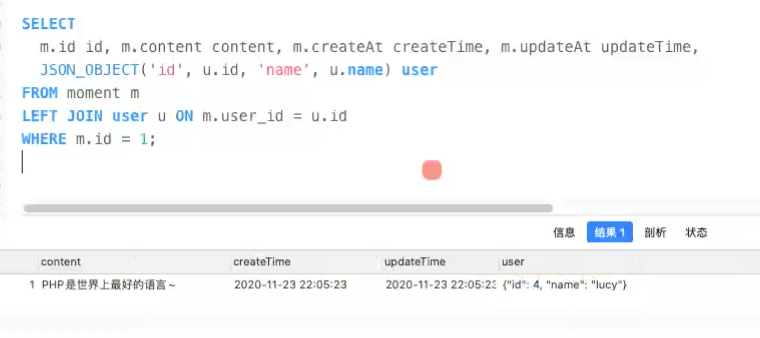 SELECT
m.id id, m.content content, m.createAt createTime, m.updateAt updateTime,
JSON_OBJECT('id', u.id, 'name', u.name) user
FROM moment m
LEFT JOIN user u ON m.user_id = u.id
WHERE m.id = 1;
信息 结果 1 剖析 状态
content createTime updateTime user
1 PHP是世界上最好的语言~ 2020-11-23 22:05:23 2020-11-23 22:05:23 {"id": 4, "name": "lucy"}